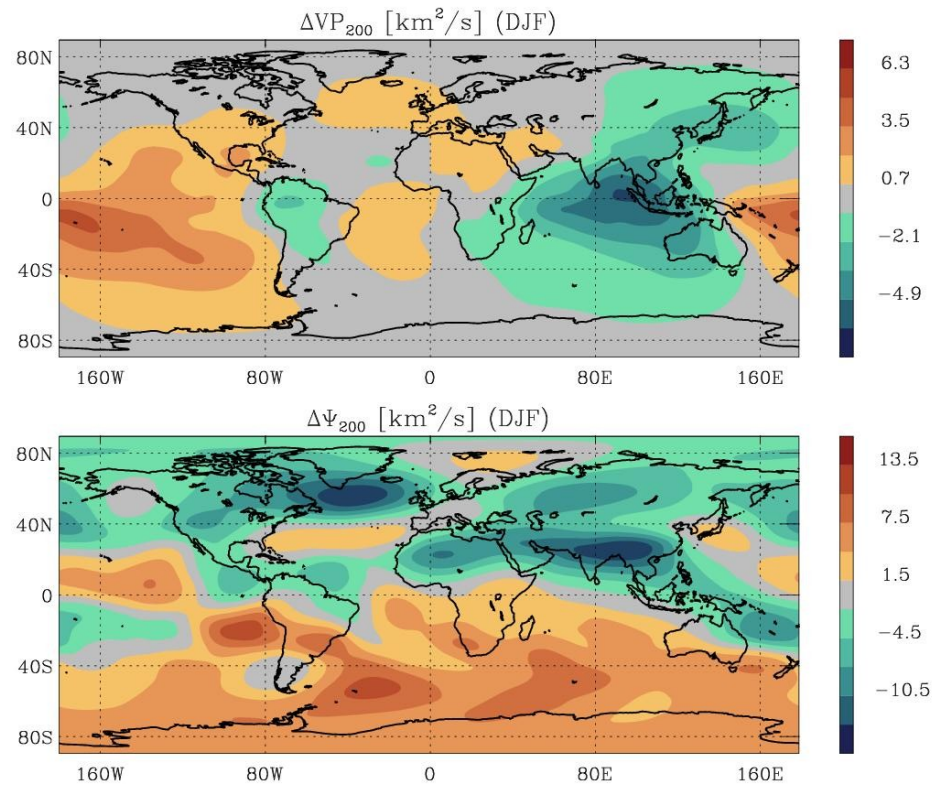 ΔVP₂₀₀ [km²/s] (DJF)
80N
40N
0
40S
80S
160W 80W 0 80E 160E
6.3
3.5
0.7
−2.1
−4.9
ΔΨ₂₀₀ [km²/s] (DJF)
80N
40N
0
40S
80S
160W 80W 0 80E 160E
13.5
7.5
1.5
−4.5
−10.5